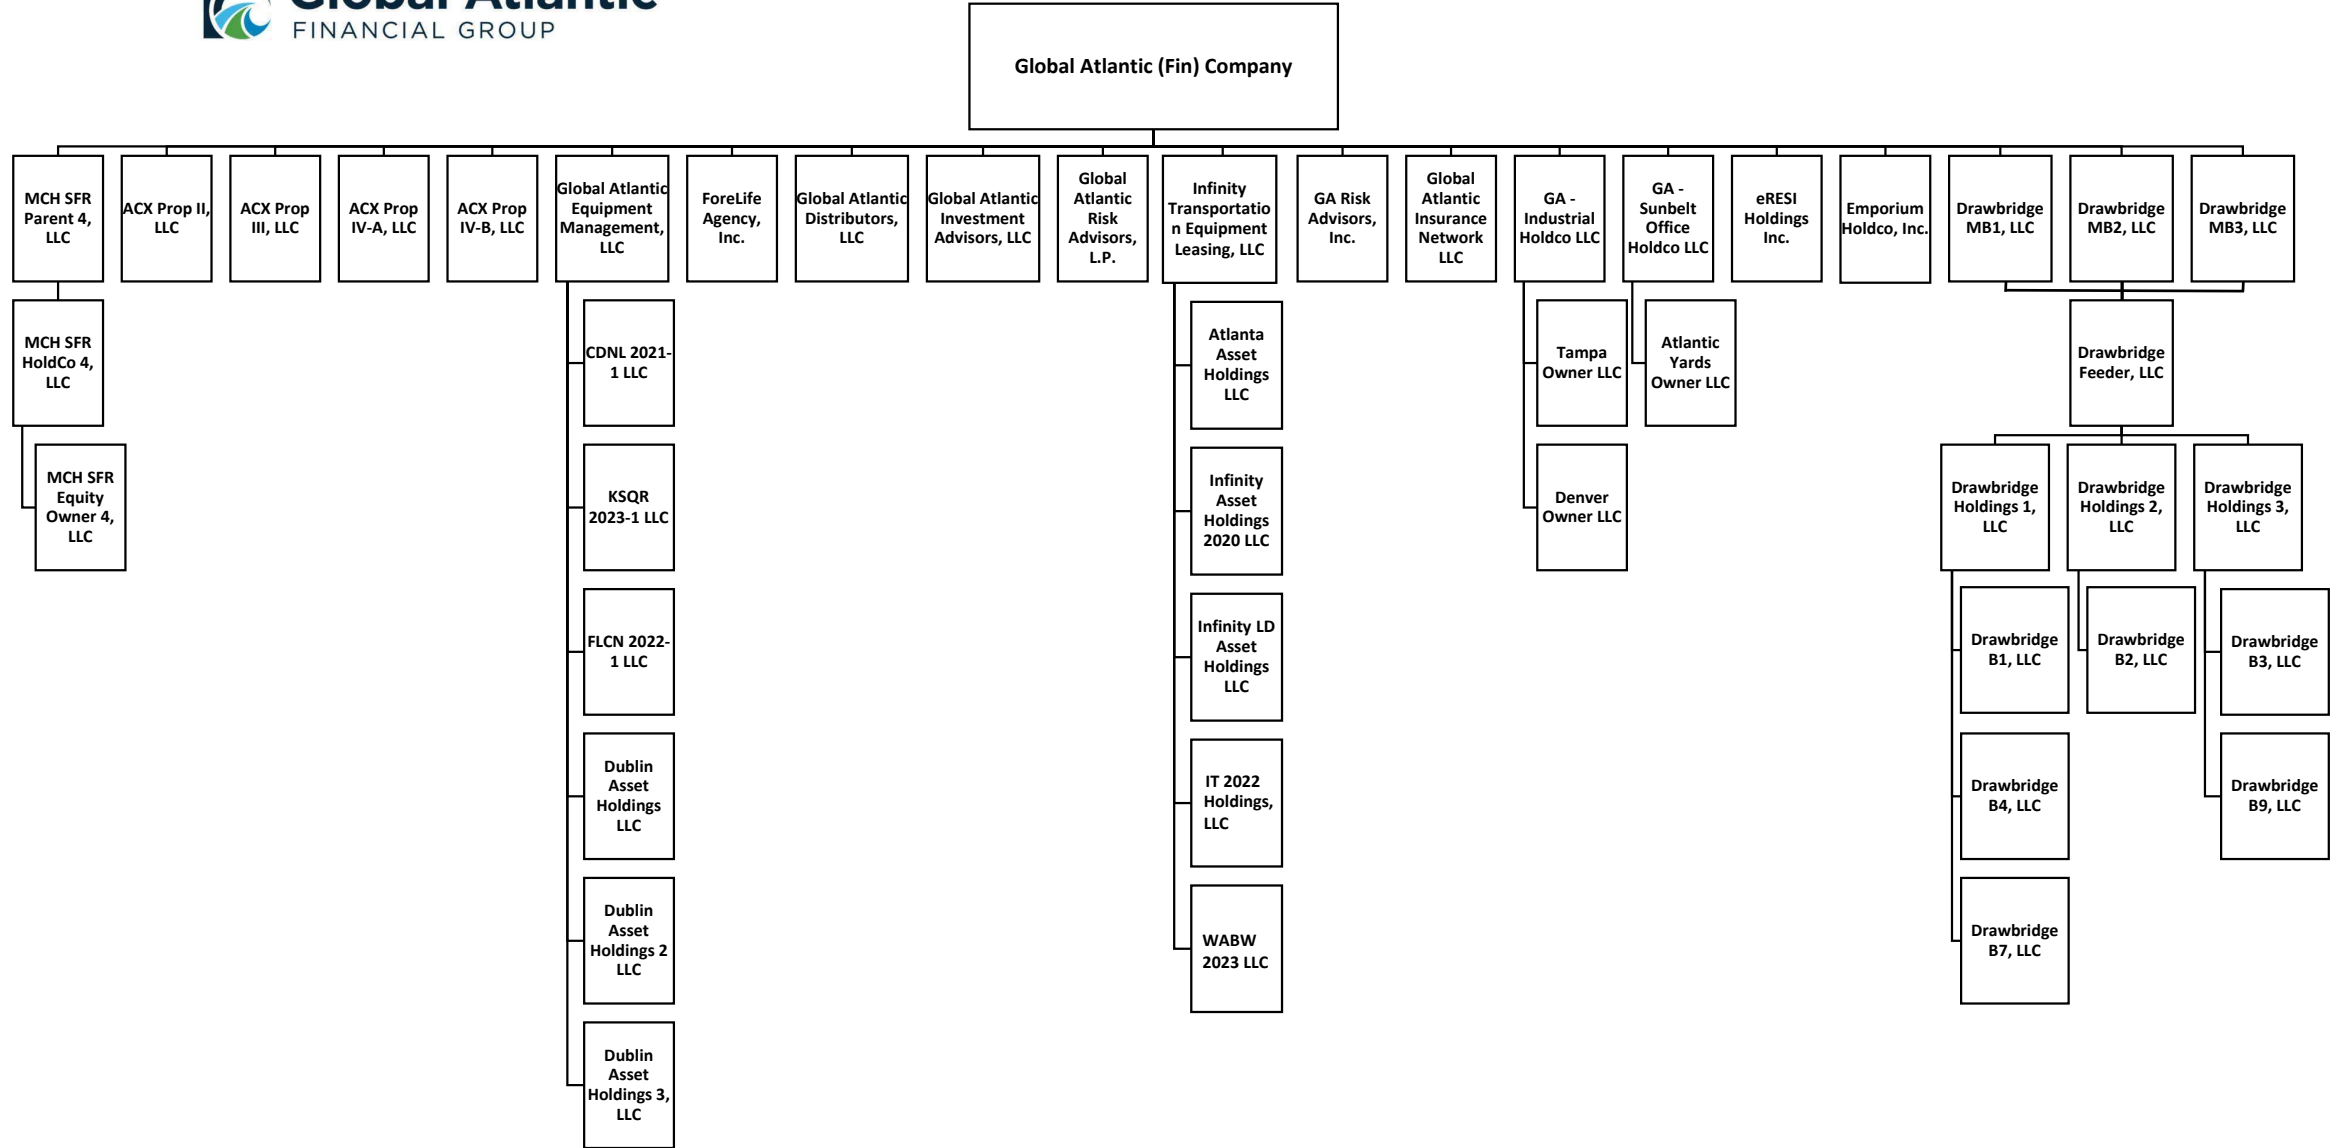 Global Atlantic
FINANCIAL GROUP
Global Atlantic (Fin) Company
MCH SFR
Parent 4,
LLC
ACX Prop II,
LLC
ACX Prop
III, LLC
ACX Prop
IV-A, LLC
ACX Prop
IV-B, LLC
Global Atlantic
Equipment
Management,
LLC
ForeLife
Agency,
Inc.
Global Atlantic
Distributors,
LLC
Global Atlantic
Investment
Advisors, LLC
Global
Atlantic
Risk
Advisors,
L.P.
Infinity
Transportatio
n Equipment
Leasing, LLC
GA Risk
Advisors,
Inc.
Global
Atlantic
Insurance
Network
LLC
GA -
Industrial
Holdco LLC
GA -
Sunbelt
Office
Holdco LLC
eRESI
Holdings
Inc.
Emporium
Holdco, Inc.
Drawbridge
MB1, LLC
Drawbridge
MB2, LLC
Drawbridge
MB3, LLC
MCH SFR
HoldCo 4,
LLC
MCH SFR
Equity
Owner 4,
LLC
CDNL 2021-
1 LLC
KSQR
2023-1 LLC
FLCN 2022-
1 LLC
Dublin
Asset
Holdings
LLC
Dublin
Asset
Holdings 2
LLC
Dublin
Asset
Holdings 3,
LLC
Atlanta
Asset
Holdings
LLC
Infinity
Asset
Holdings
2020 LLC
Infinity LD
Asset
Holdings
LLC
IT 2022
Holdings,
LLC
WABW
2023 LLC
Tampa
Owner LLC
Denver
Owner LLC
Atlantic
Yards
Owner LLC
Drawbridge
Feeder, LLC
Drawbridge
Holdings 1,
LLC
Drawbridge
Holdings 2,
LLC
Drawbridge
Holdings 3,
LLC
Drawbridge
B1, LLC
Drawbridge
B4, LLC
Drawbridge
B7, LLC
Drawbridge
B2, LLC
Drawbridge
B3, LLC
Drawbridge
B9, LLC